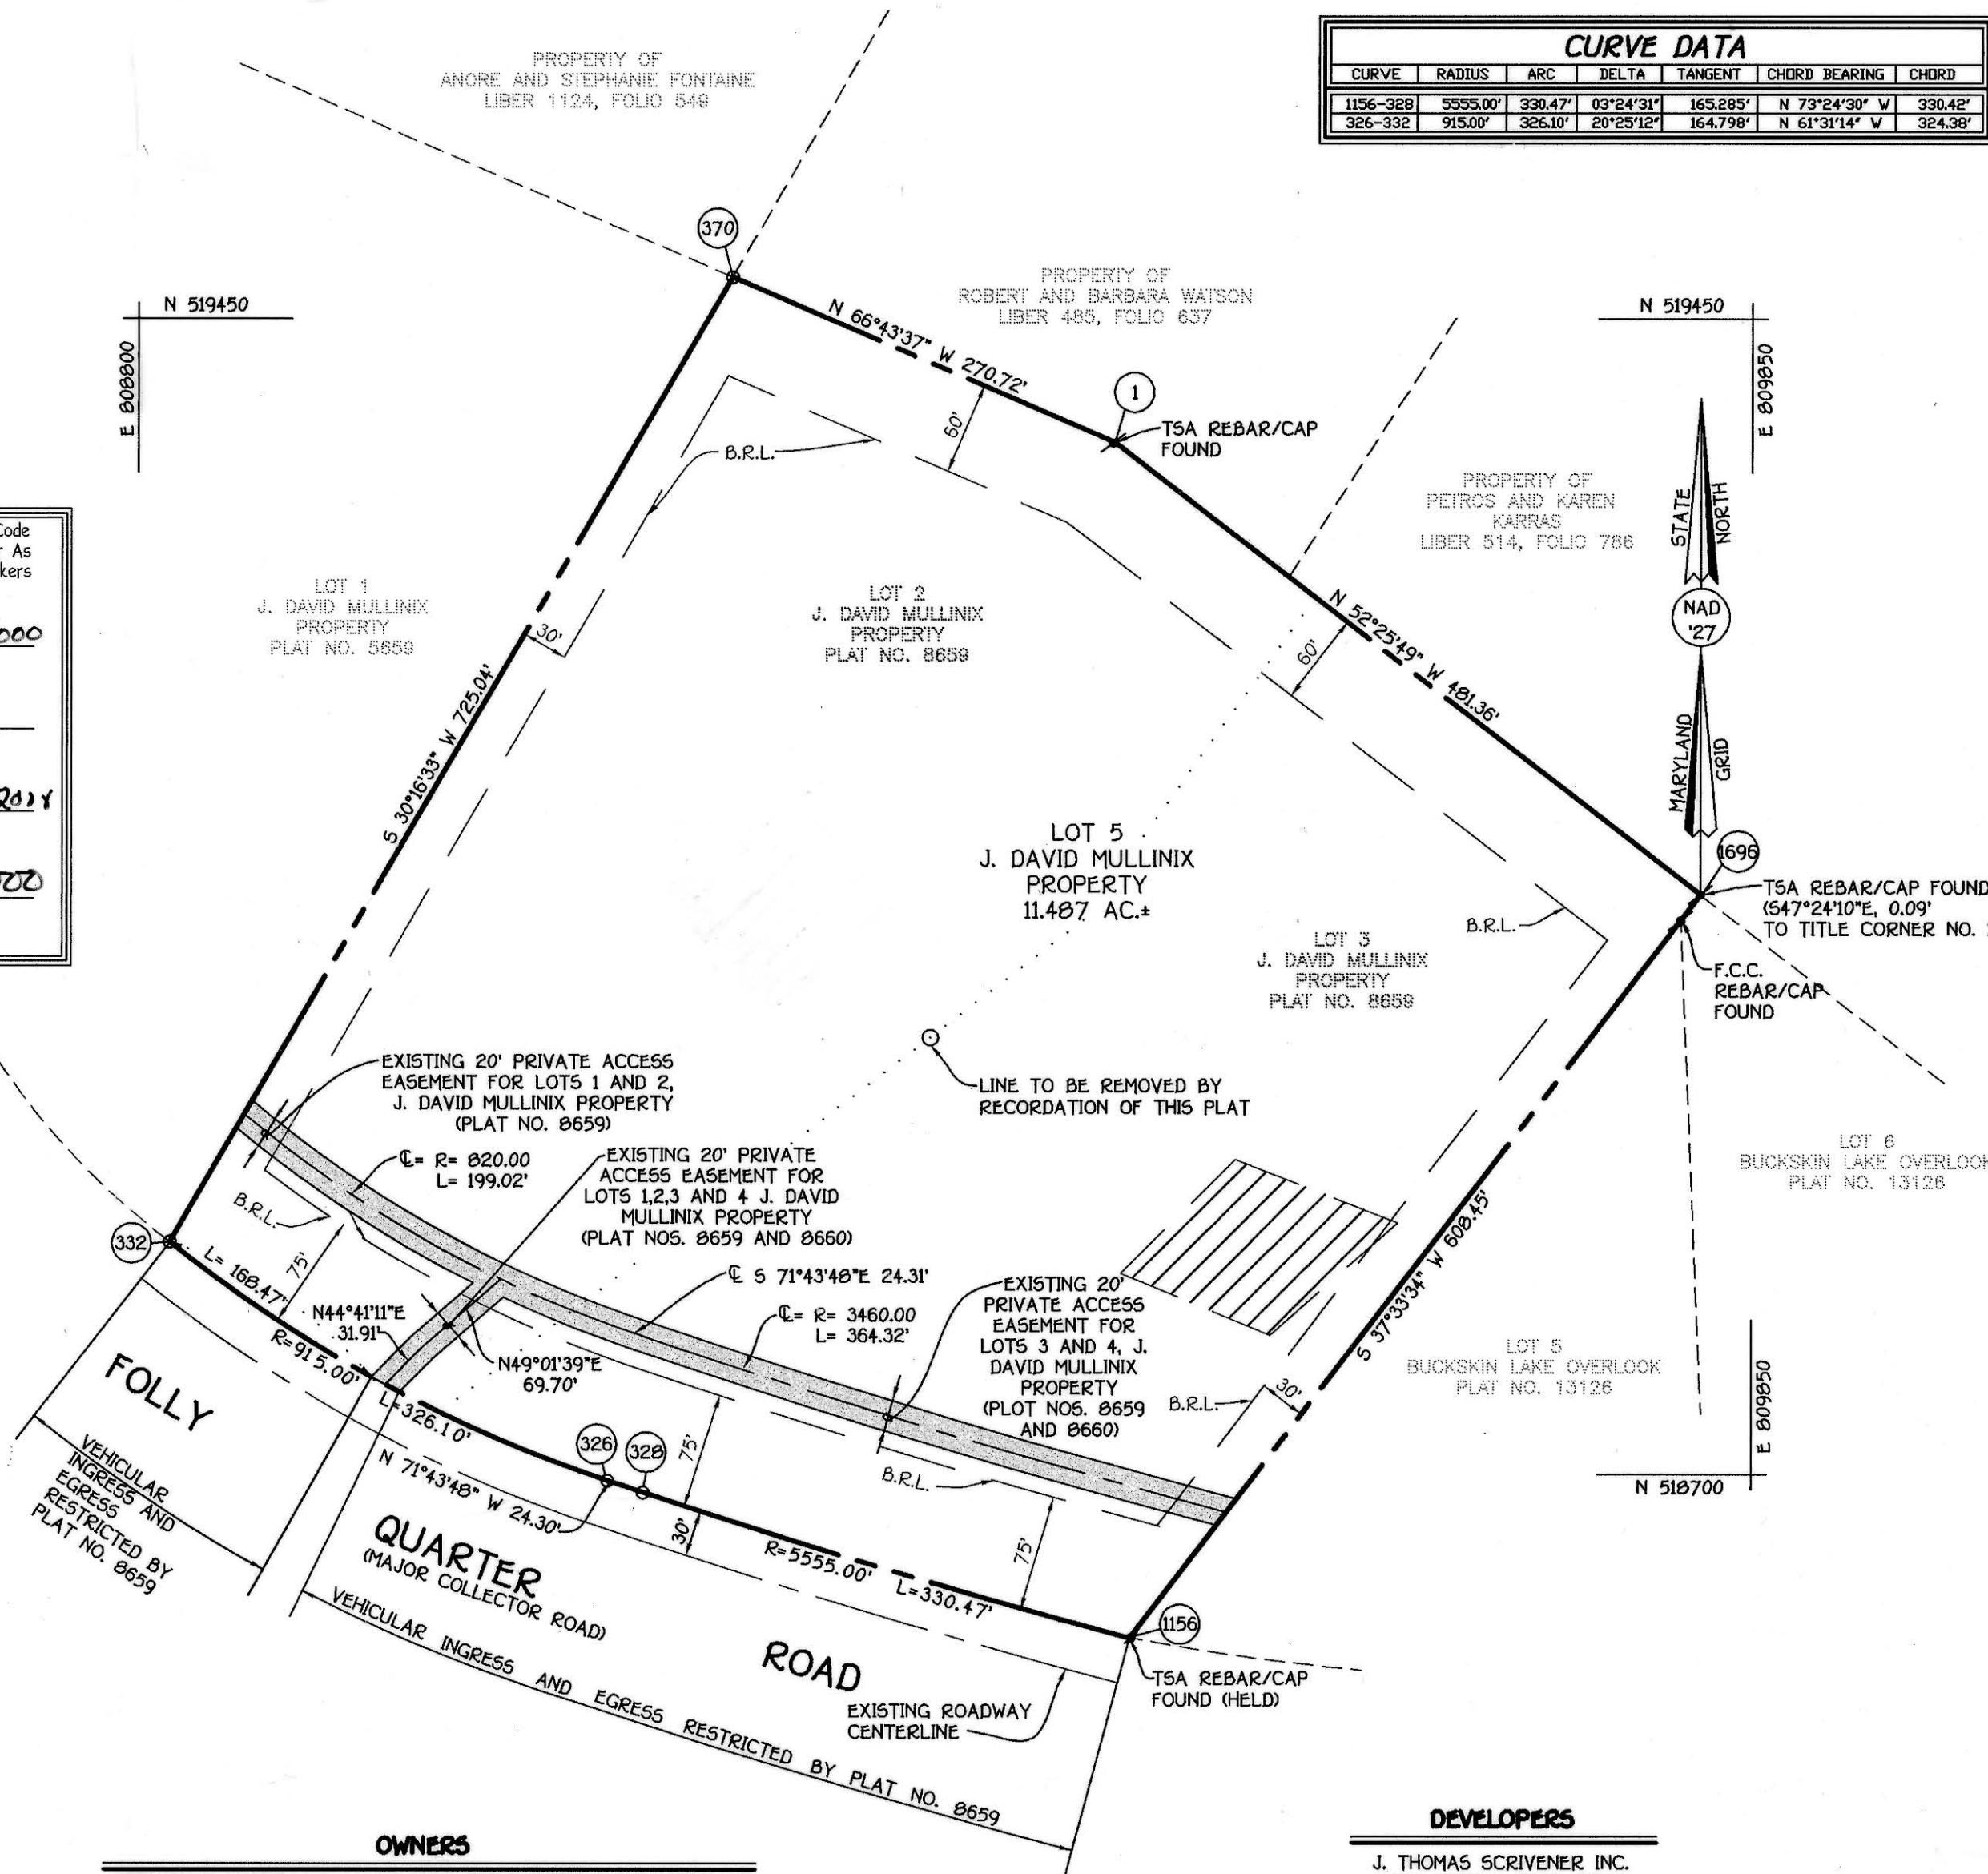 CURVE DATA
CURVE RADIUS ARC DELTA TANGENT CHORD BEARING CHORD
1156-328 5555.00' 330.47' 03°24'31" 165.285' N 73°24'30" W 330.42'
326-332 915.00' 326.10' 20°25'12" 164.798' N 61°31'14" W 324.38'
PROPERTY OF
ANDRE AND STEPHANIE FONTAINE
LIBER 1124, FOLIO 549
370
PROPERTY OF
ROBERT AND BARBARA WATSON
LIBER 485, FOLIO 637
N 519450
E 808800
N 519450
E 809850
N 66°43'37" W 270.72'
1
TSA REBAR/CAP
FOUND
60'
B.R.L.
PROPERTY OF
PETROS AND KAREN
KARRAS
LIBER 514, FOLIO 786
STATE
NORTH
NAD
'27
MARYLAND
GRID
Code
As
kers
000
LOT 1
J. DAVID MULLINIX
PROPERTY
PLAT NO. 5659
LOT 2
J. DAVID MULLINIX
PROPERTY
PLAT NO. 8659
30'
N 52°25'49" W 481.36'
60'
S 30°16'33" W 725.04'
LOT 5
J. DAVID MULLINIX
PROPERTY
11.487 AC.±
1696
TSA REBAR/CAP FOUND
(S47°24'10"E, 0.09'
TO TITLE CORNER NO.
B.R.L.
LOT 3
J. DAVID MULLINIX
PROPERTY
PLAT NO. 8659
F.C.C.
REBAR/CAP
FOUND
LINE TO BE REMOVED BY
RECORDATION OF THIS PLAT
EXISTING 20' PRIVATE ACCESS
EASEMENT FOR LOTS 1 AND 2,
J. DAVID MULLINIX PROPERTY
(PLAT NO. 8659)
℄= R= 820.00
L= 199.02'
EXISTING 20' PRIVATE
ACCESS EASEMENT FOR
LOTS 1,2,3 AND 4 J. DAVID
MULLINIX PROPERTY
(PLAT NOS. 8659 AND 8660)
LOT 6
BUCKSKIN LAKE OVERLOOK
PLAT NO. 13126
B.R.L.
332
L= 168.47'
75'
R=915.00'
N44°41'11"E
31.91'
N49°01'39"E
69.70'
℄ S 71°43'48"E 24.31'
℄= R= 3460.00
L= 364.32'
EXISTING 20'
PRIVATE ACCESS
EASEMENT FOR
LOTS 3 AND 4, J.
DAVID MULLINIX
PROPERTY
(PLOT NOS. 8659
AND 8660)
S 37°33'34" W 608.45'
LOT 5
BUCKSKIN LAKE OVERLOOK
PLAT NO. 13126
30'
B.R.L.
E 809850
N 518700
L=326.10'
326
328
75'
B.R.L.
N 71°43'48" W 24.30'
30'
R=5555.00'
L=330.47'
75'
1156
TSA REBAR/CAP
FOUND (HELD)
FOLLY
QUARTER
(MAJOR COLLECTOR ROAD)
ROAD
VEHICULAR
INGRESS AND
EGRESS
RESTRICTED BY
PLAT NO. 8659
VEHICULAR INGRESS AND EGRESS RESTRICTED BY PLAT NO. 8659
EXISTING ROADWAY
CENTERLINE
OWNERS
DEVELOPERS
J. THOMAS SCRIVENER INC.